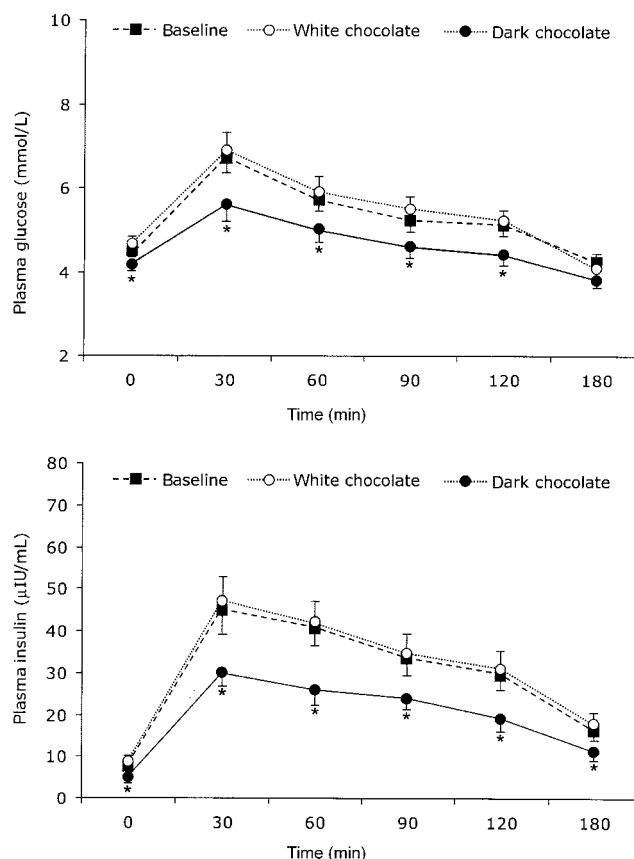 10
Baseline White chocolate Dark chocolate
8
6
4
2
Plasma glucose (mmol/L)
* * * * *
0 30 60 90 120 180
Time (min)
80
Baseline White chocolate Dark chocolate
70
60
50
40
30
20
10
0
Plasma insulin (μIU/mL)
* * * * * *
0 30 60 90 120 180
Time (min)